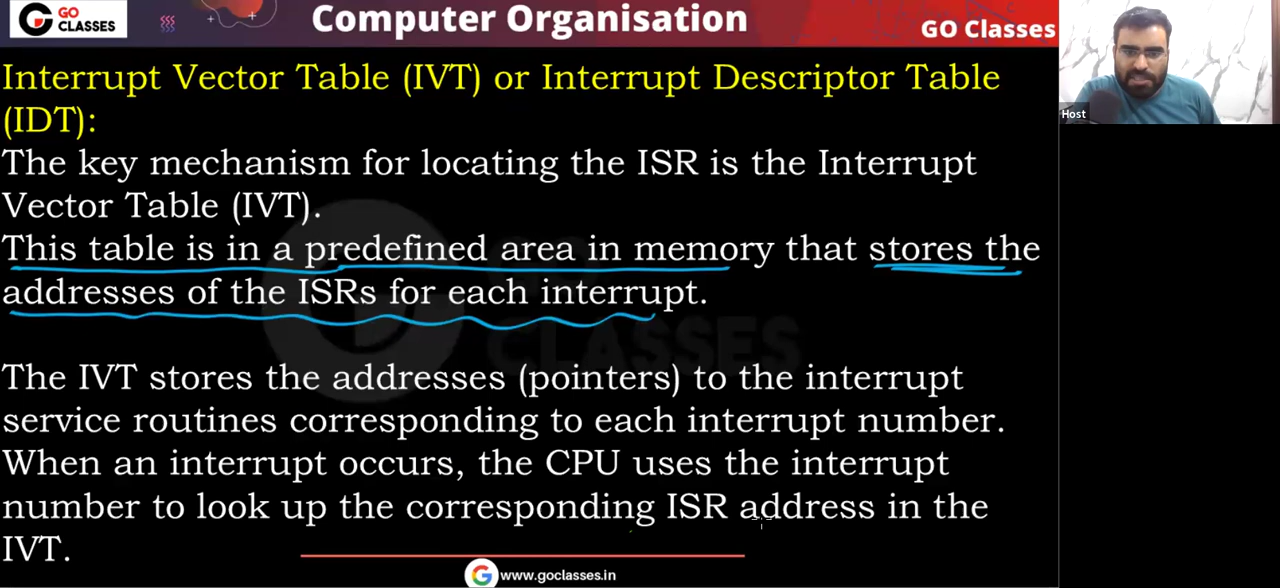 GO
CLASSES
Computer Organisation
GO Classes
Interrupt Vector Table (IVT) or Interrupt Descriptor Table
(IDT):
The key mechanism for locating the ISR is the Interrupt
Vector Table (IVT).
This table is in a predefined area in memory that stores the
addresses of the ISRs for each interrupt.
The IVT stores the addresses (pointers) to the interrupt
service routines corresponding to each interrupt number.
When an interrupt occurs, the CPU uses the interrupt
number to look up the corresponding ISR address in the
IVT.
www.goclasses.in
Host
CLASSES